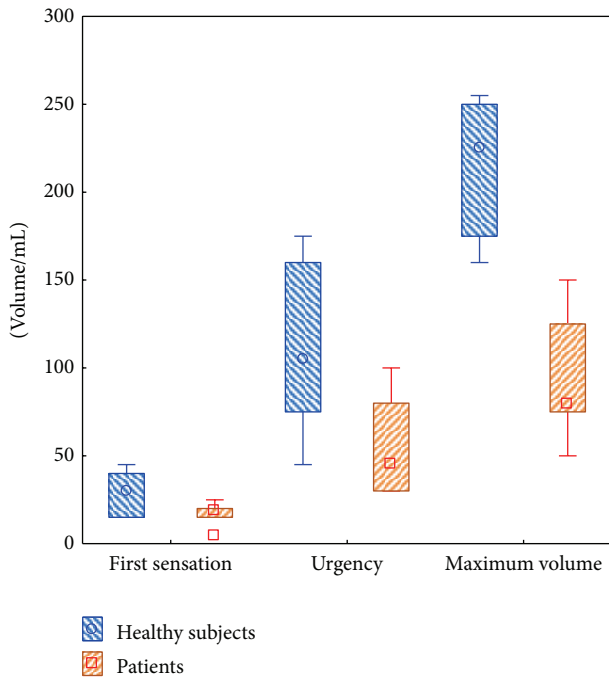 300
250
200
150
100
50
0
(Volume/mL)
First sensation Urgency Maximum volume
Healthy subjects
Patients